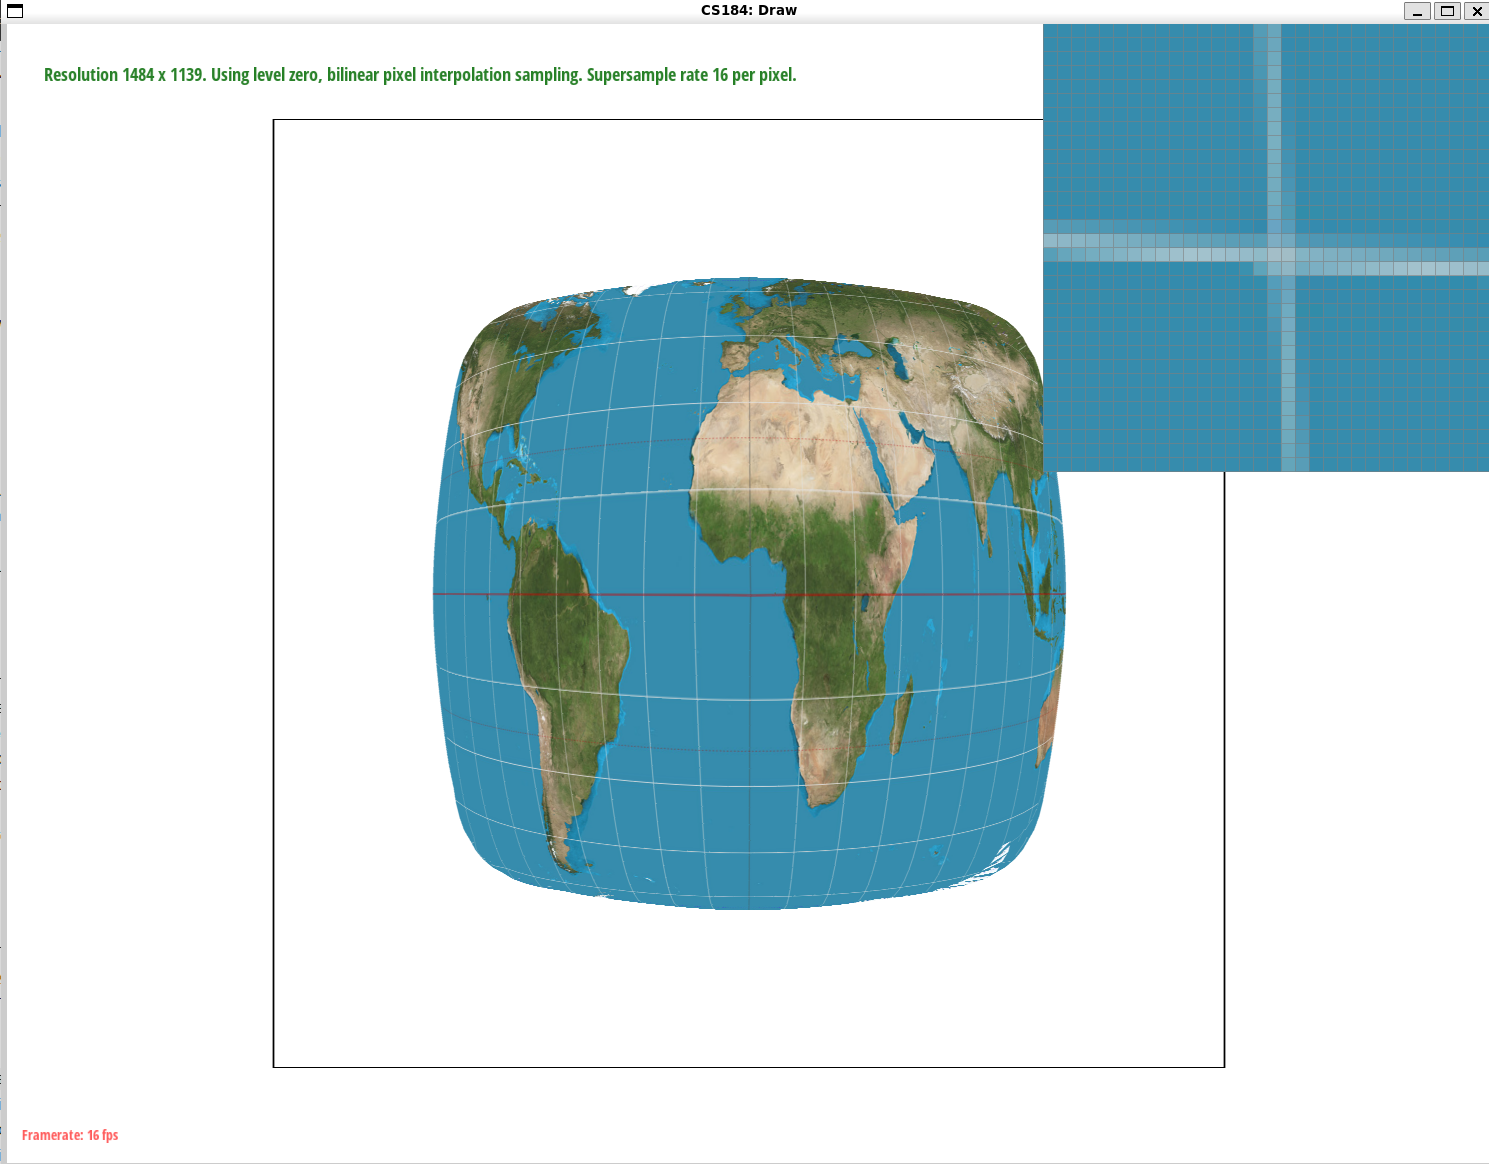 CS184: Draw
Resolution 1484 x 1139. Using level zero, bilinear pixel interpolation sampling. Supersample rate 16 per pixel.
Framerate: 16 fps